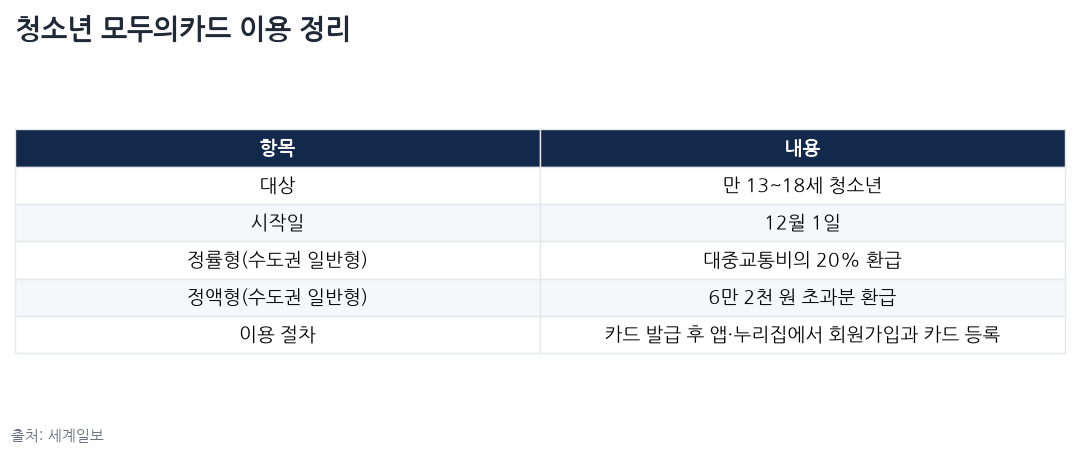 청소년 모두의카드 이용 정리
항목 내용
대상 만 13~18세 청소년
시작일 12월 1일
정률형(수도권 일반형) 대중교통비의 20% 환급
정액형(수도권 일반형) 6만 2천 원 초과분 환급
이용 절차 카드 발급 후 앱·누리집에서 회원가입과 카드 등록
출처: 세계일보